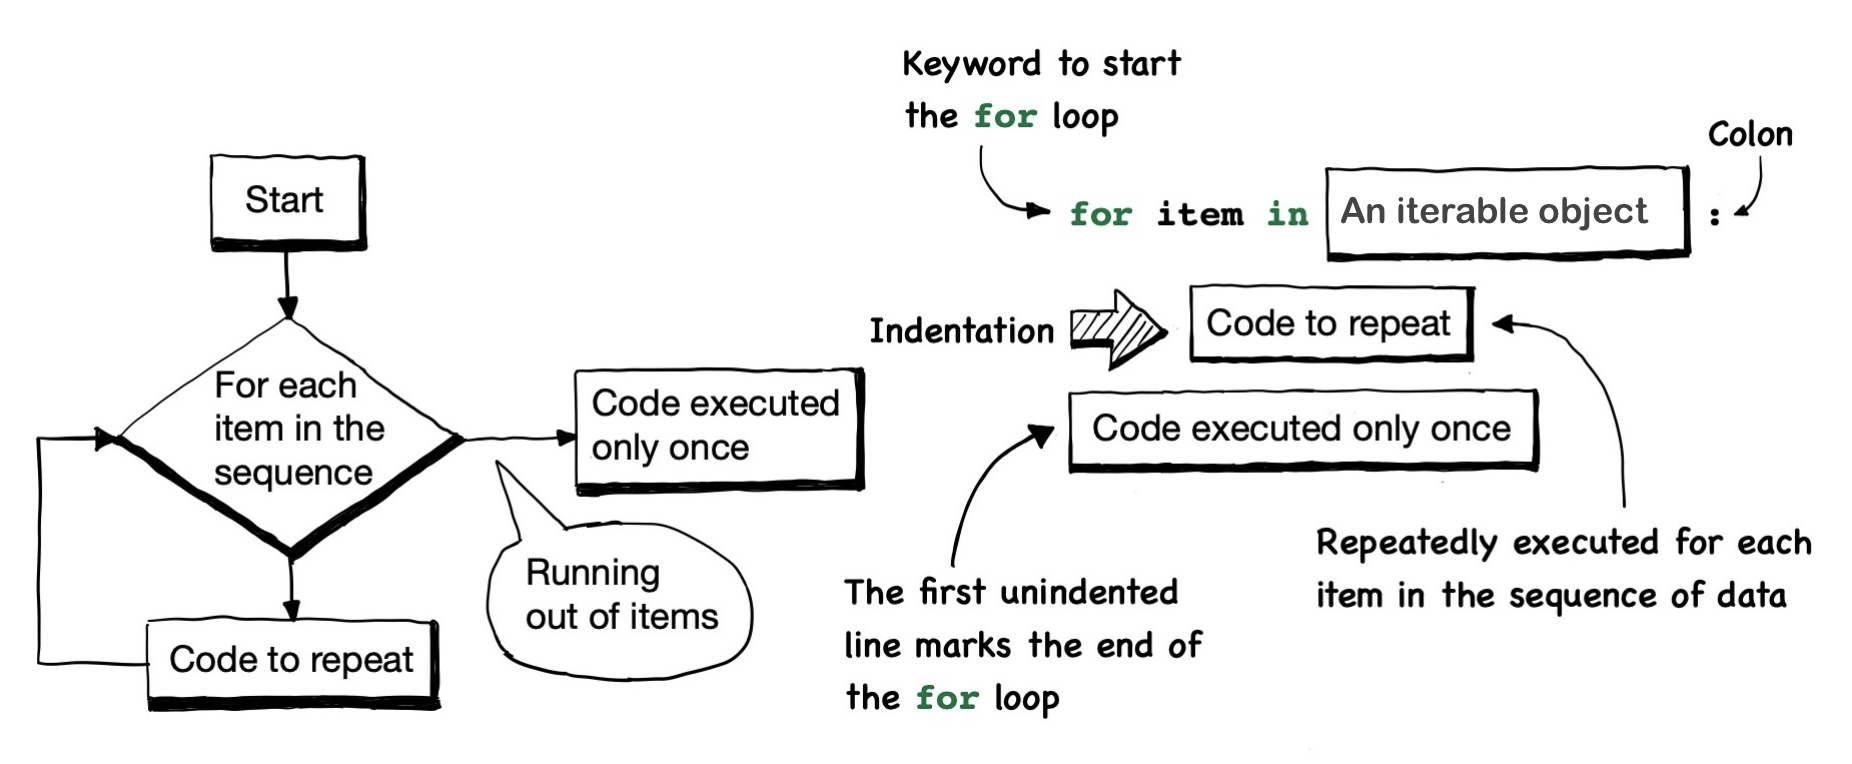 Start
For each
item in the
sequence
Code executed
only once
Running
out of items
Code to repeat
Keyword to start
the for loop
Colon
for item in An iterable object :
Indentation
Code to repeat
Code executed only once
The first unindented
line marks the end of
the for loop
Repeatedly executed for each
item in the sequence of data